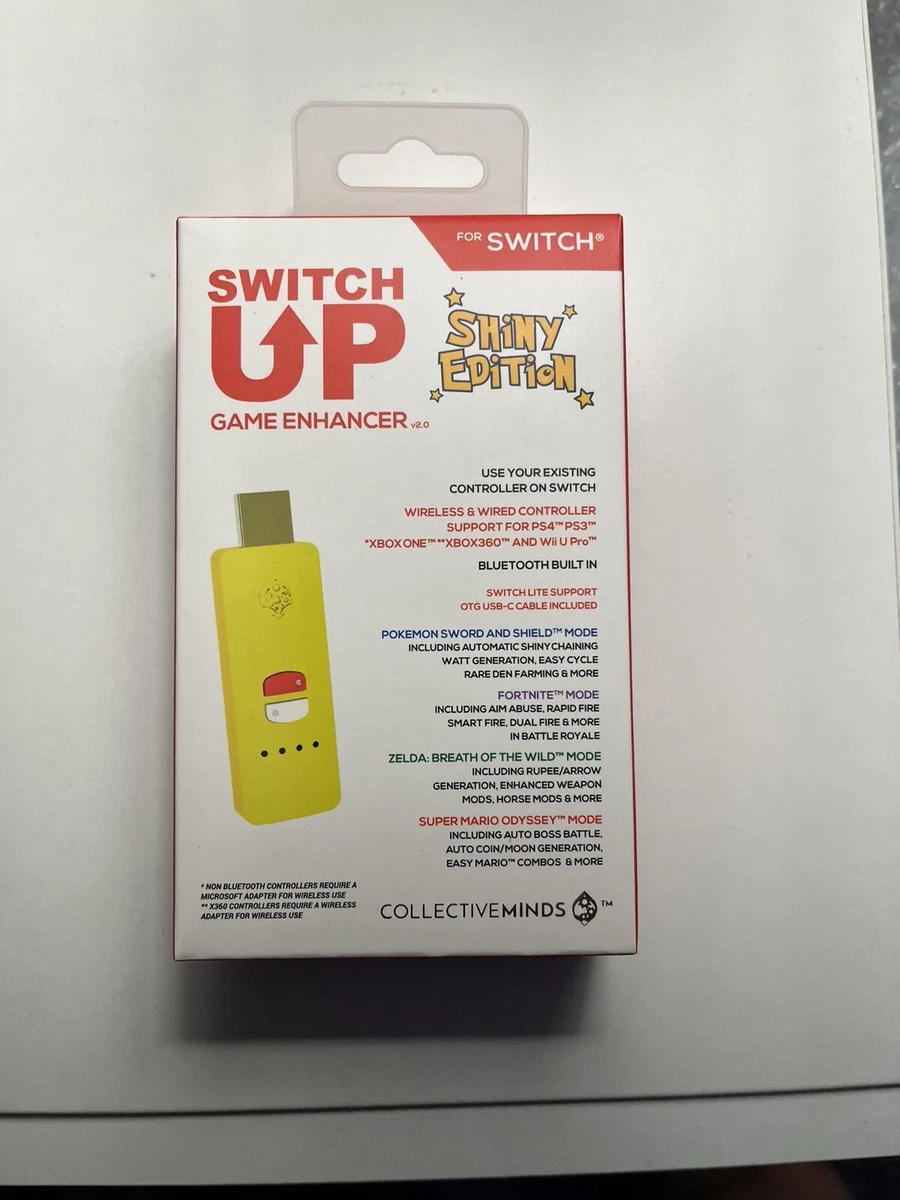 FOR SWITCH®
SWITCH
UP
SHINY
EDITION
GAME ENHANCER v2.0
USE YOUR EXISTING
CONTROLLER ON SWITCH
WIRELESS & WIRED CONTROLLER
SUPPORT FOR PS4™ PS3™
*XBOX ONE™ **XBOX360™ AND Wii U Pro™
BLUETOOTH BUILT IN
SWITCH LITE SUPPORT
OTG USB-C CABLE INCLUDED
POKEMON SWORD AND SHIELD™ MODE
INCLUDING AUTOMATIC SHINY CHAINING
WATT GENERATION, EASY CYCLE
RARE DEN FARMING & MORE
FORTNITE™ MODE
INCLUDING AIM ABUSE, RAPID FIRE
SMART FIRE, DUAL FIRE & MORE
IN BATTLE ROYALE
ZELDA: BREATH OF THE WILD™ MODE
INCLUDING RUPEE/ARROW
GENERATION, ENHANCED WEAPON
MODS, HORSE MODS & MORE
SUPER MARIO ODYSSEY™ MODE
INCLUDING AUTO BOSS BATTLE,
AUTO COIN/MOON GENERATION,
EASY MARIO™ COMBOS & MORE
* NON BLUETOOTH CONTROLLERS REQUIRE A
MICROSOFT ADAPTER FOR WIRELESS USE
** X360 CONTROLLERS REQUIRE A WIRELESS
ADAPTER FOR WIRELESS USE
COLLECTIVEMINDS ™